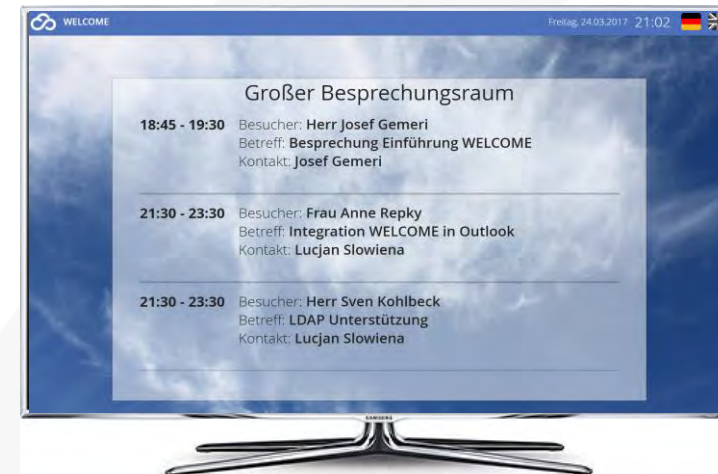 WELCOME
Freitag, 24.03.2017 21:02
Großer Besprechungsraum
18:45 - 19:30 Besucher: Herr Josef Gemeri
Betreff: Besprechung Einführung WELCOME
Kontakt: Josef Gemeri
21:30 - 23:30 Besucher: Frau Anne Repky
Betreff: Integration WELCOME in Outlook
Kontakt: Lucjan Slowiena
21:30 - 23:30 Besucher: Herr Sven Kohlbeck
Betreff: LDAP Unterstützung
Kontakt: Lucjan Slowiena
SAMSUNG